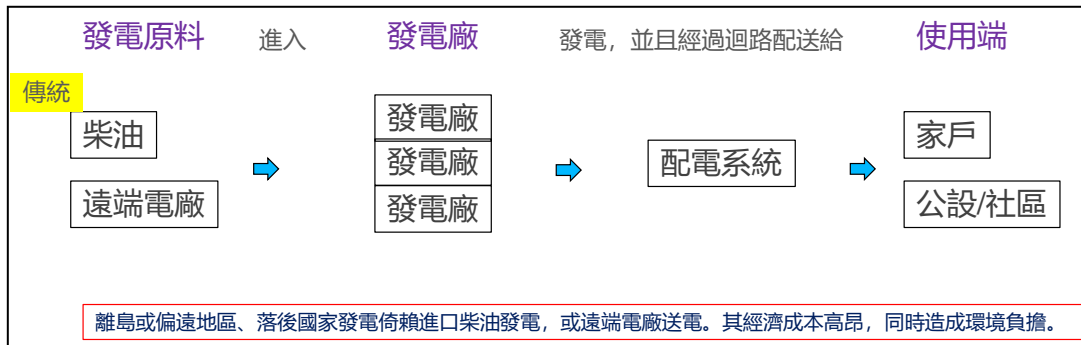 發電原料 進入 發電廠 發電，並且經過迴路配送給 使用端
傳統
柴油
遠端電廠
發電廠
發電廠
發電廠
配電系統
家戶
公設/社區
離島或偏遠地區、落後國家發電倚賴進口柴油發電，或遠端電廠送電。其經濟成本高昂，同時造成環境負擔。